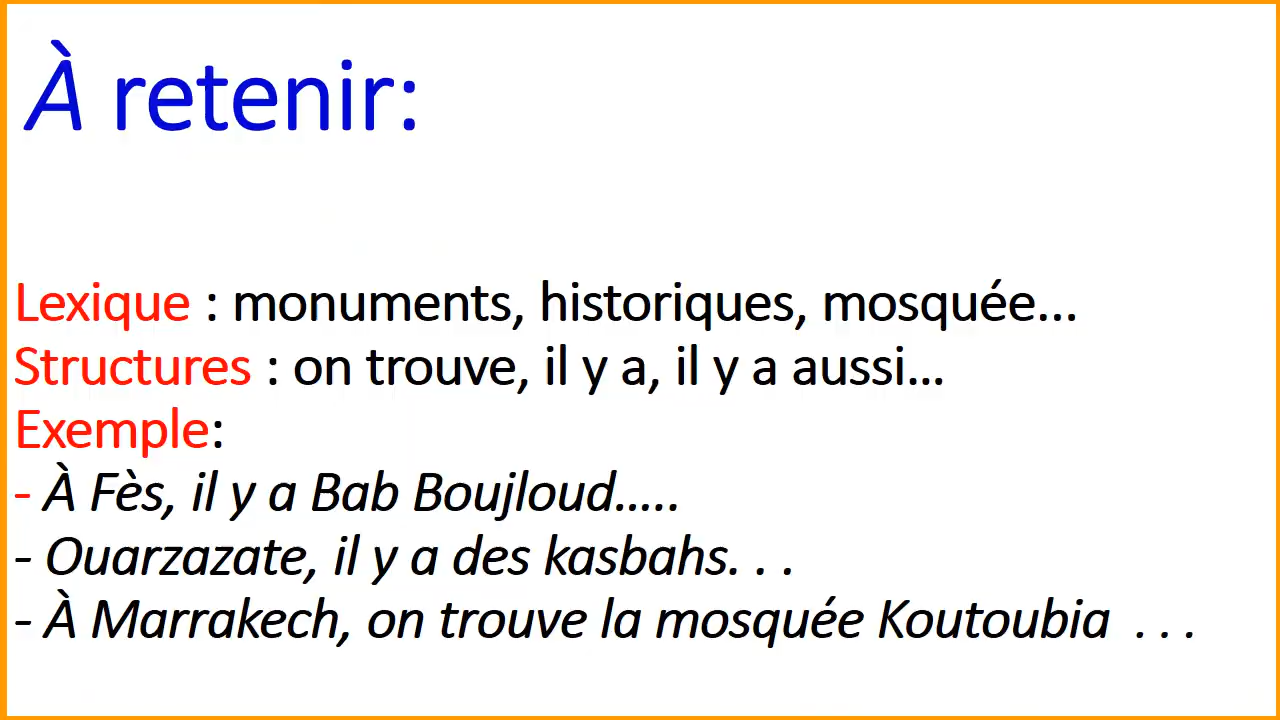 À retenir:
Lexique : monuments, historiques, mosquée...
Structures : on trouve, il y a, il y a aussi...
Exemple:
- À Fès, il y a Bab Boujloud.....
- Ouarzazate, il y a des kasbahs. . .
- À Marrakech, on trouve la mosquée Koutoubia . . .